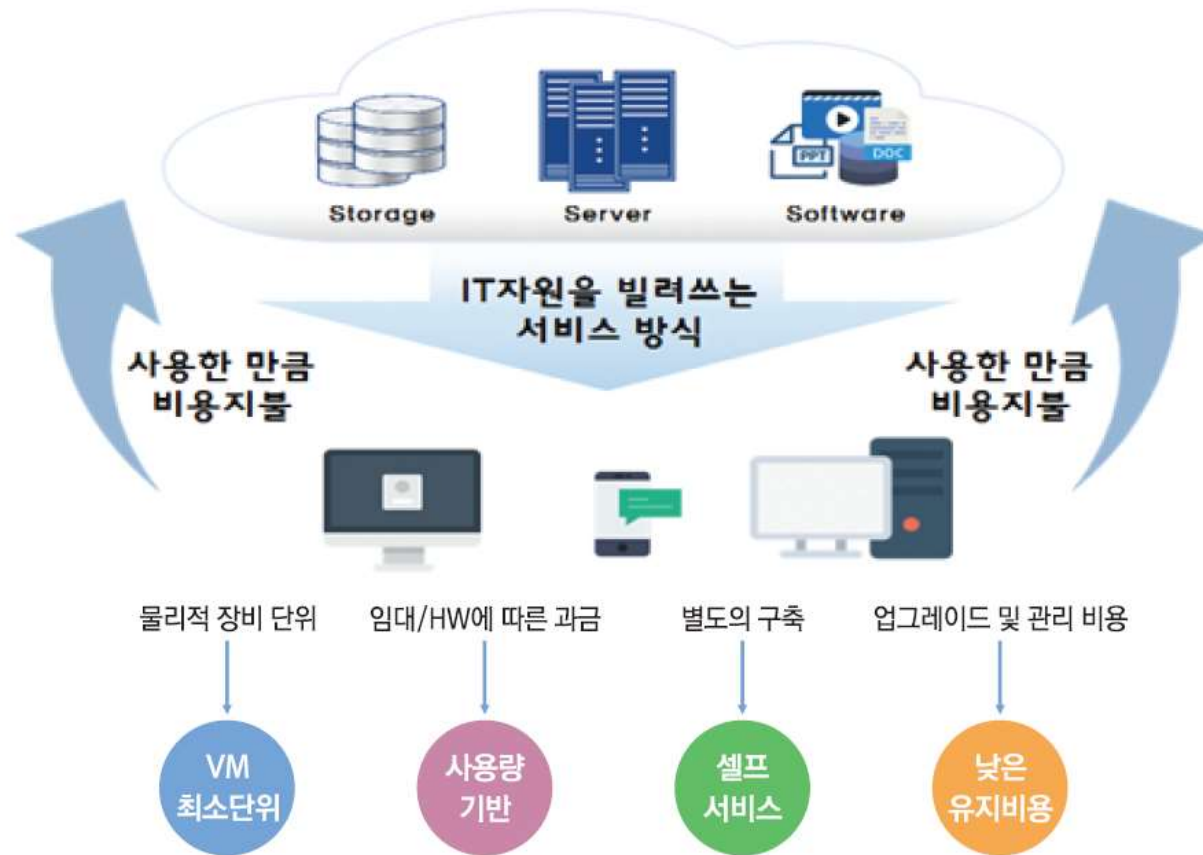 PPT
DOC
Storage
Server
Software
IT자원을 빌려쓰는
서비스 방식
사용한 만큼
비용지불
사용한 만큼
비용지불
물리적 장비 단위
임대/HW에 따른 과금
별도의 구축
업그레이드 및 관리 비용
VM
최소단위
사용량
기반
셀프
서비스
낮은
유지비용